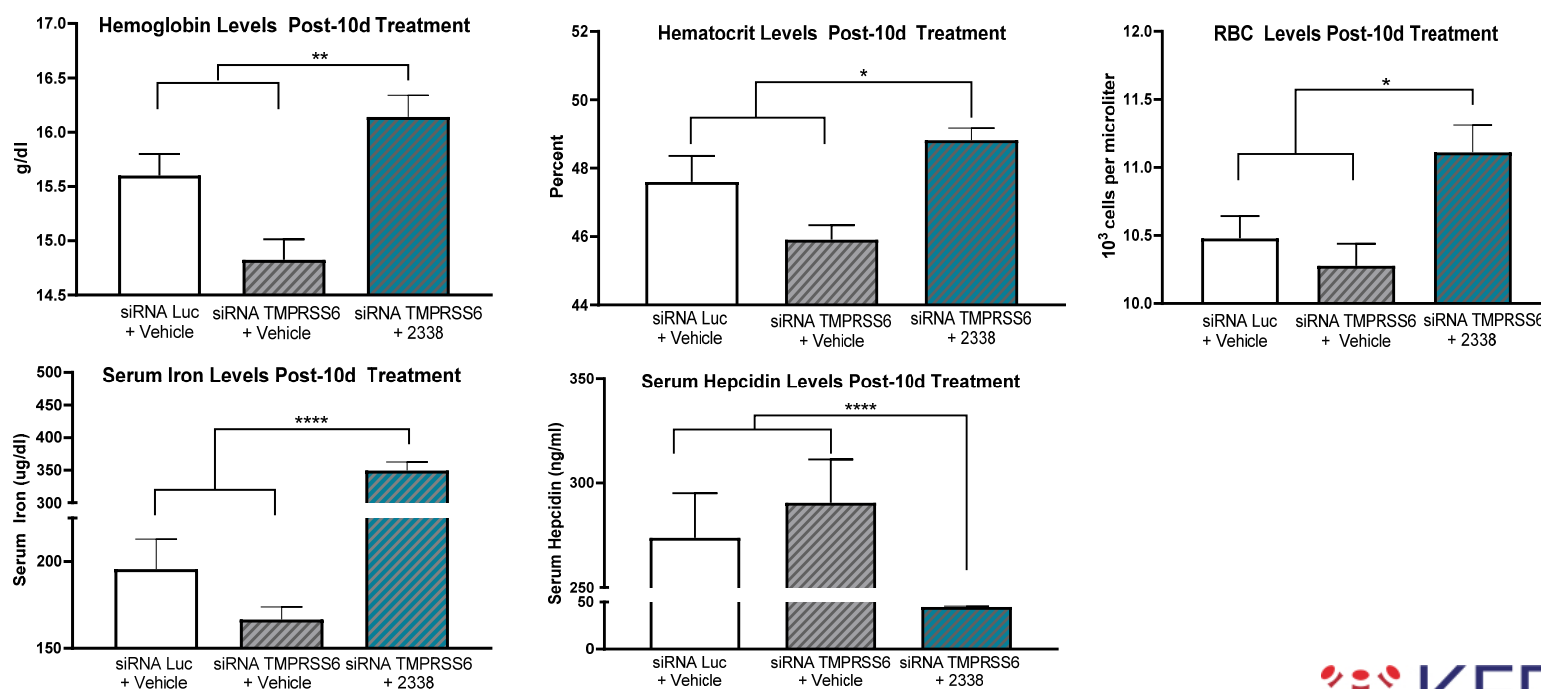 Hemoglobin Levels Post-10d Treatment
17.0
16.5
16.0
15.5
15.0
14.5
g/dl
**
siRNA Luc
+ Vehicle
siRNA TMPRSS6
+ Vehicle
siRNA TMPRSS6
+ 2338
Hematocrit Levels Post-10d Treatment
52
50
48
46
44
Percent
*
siRNA Luc
+ Vehicle
siRNA TMPRSS6
+ Vehicle
siRNA TMPRSS6
+ 2338
RBC Levels Post-10d Treatment
12.0
11.5
11.0
10.5
10.0
10³ cells per microliter
*
siRNA Luc
+ Vehicle
siRNA TMPRSS6
+ Vehicle
siRNA TMPRSS6
+ 2338
Serum Iron Levels Post-10d Treatment
500
450
400
350
300
200
150
Serum Iron (ug/dl)
****
siRNA Luc
+ Vehicle
siRNA TMPRSS6
+ Vehicle
siRNA TMPRSS6
+ 2338
Serum Hepcidin Levels Post-10d Treatment
350
300
250
50
0
Serum Hepcidin (ng/ml)
****
siRNA Luc
+ Vehicle
siRNA TMPRSS6
+ Vehicle
siRNA TMPRSS6
+ 2338